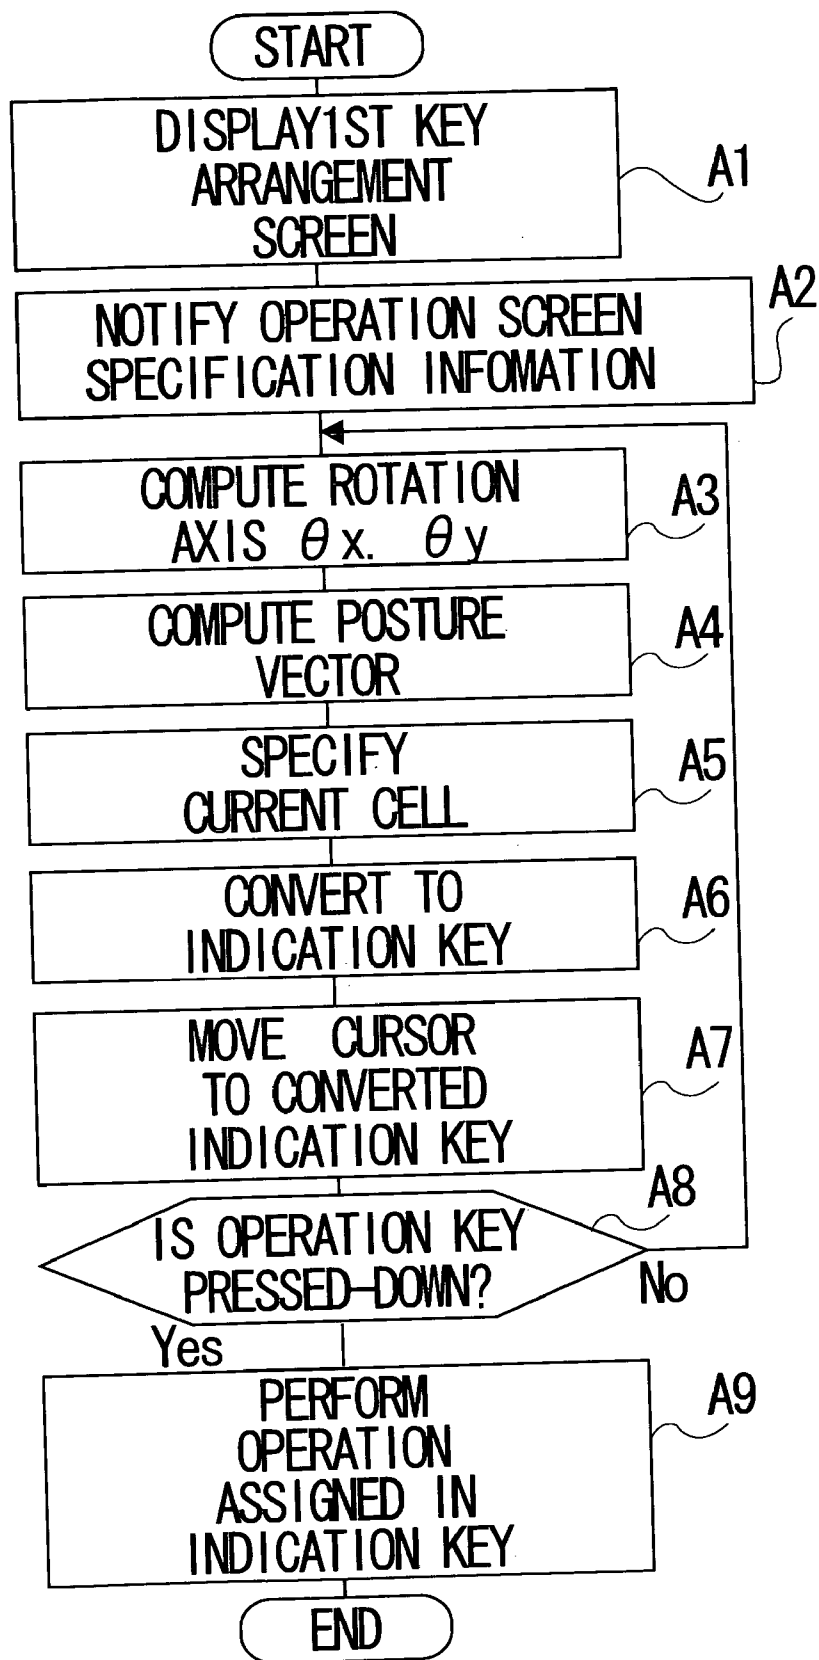 START
DISPLAY1ST KEY
ARRANGEMENT
SCREEN
A1
NOTIFY OPERATION SCREEN
SPECIFICATION INFOMATION
A2
COMPUTE ROTATION
AXIS θx. θy
A3
COMPUTE POSTURE
VECTOR
A4
SPECIFY
CURRENT CELL
A5
CONVERT TO
INDICATION KEY
A6
MOVE CURSOR
TO CONVERTED
INDICATION KEY
A7
IS OPERATION KEY
PRESSED-DOWN?
A8
No
Yes
PERFORM
OPERATION
ASSIGNED IN
INDICATION KEY
A9
END